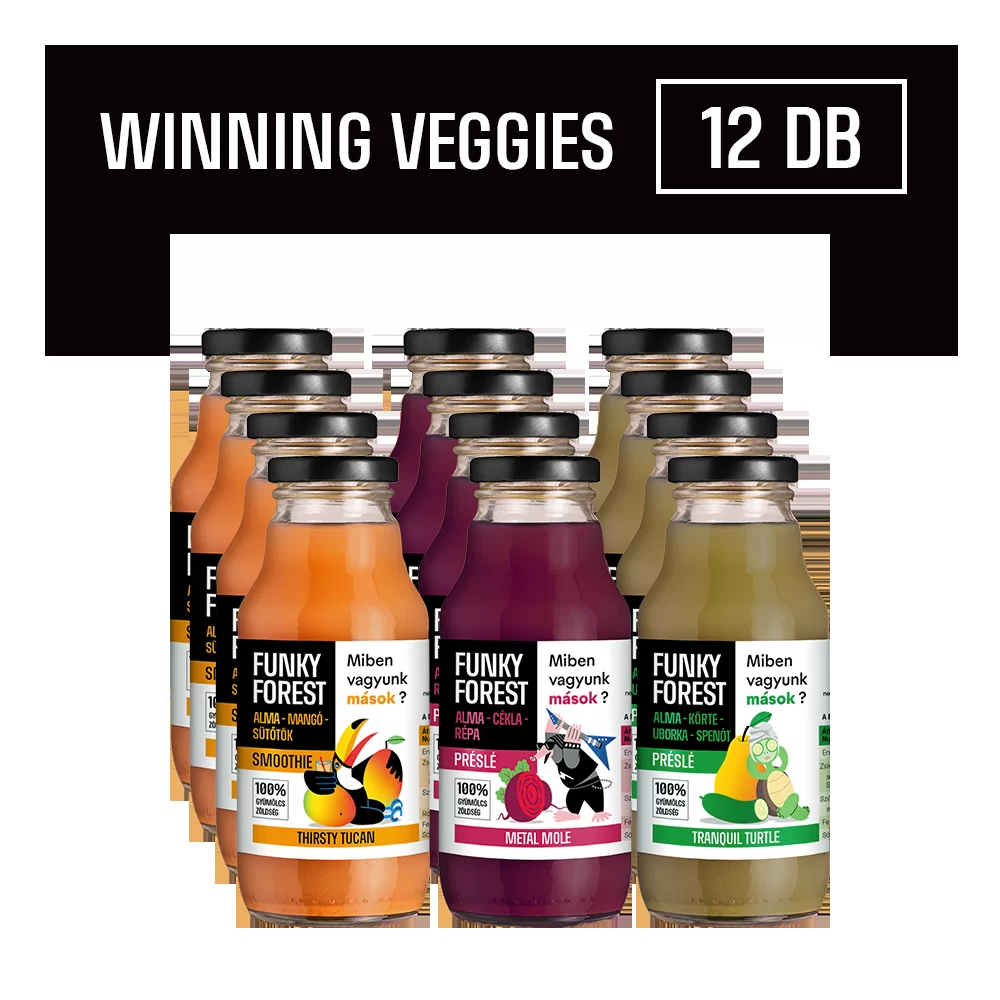 WINNING VEGGIES
12 DB
FUNKY
FOREST
ALMA - MANGÓ -
SÜTŐTÖK
SMOOTHIE
Miben
vagyunk
mások ?
100%
GYÜMÖLCS
ZÖLDSÉG
THIRSTY TUCAN
FUNKY
FOREST
ALMA - CÉKLA -
RÉPA
PRÉSLÉ
Miben
vagyunk
mások ?
100%
GYÜMÖLCS
ZÖLDSÉG
METAL MOLE
FUNKY
FOREST
ALMA - KÖRTE -
UBORKA - SPENÓT
PRÉSLÉ
Miben
vagyunk
mások ?
100%
GYÜMÖLCS
ZÖLDSÉG
TRANQUIL TURTLE